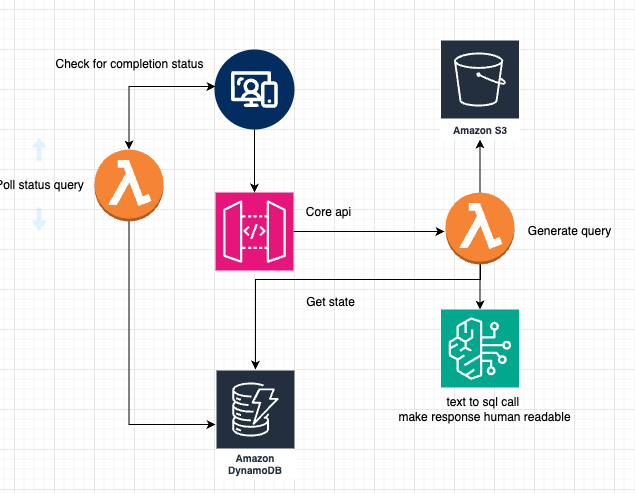 Check for completion status
Amazon S3
Poll status query
Core api
Generate query
Get state
text to sql call
make response human readable
Amazon
DynamoDB